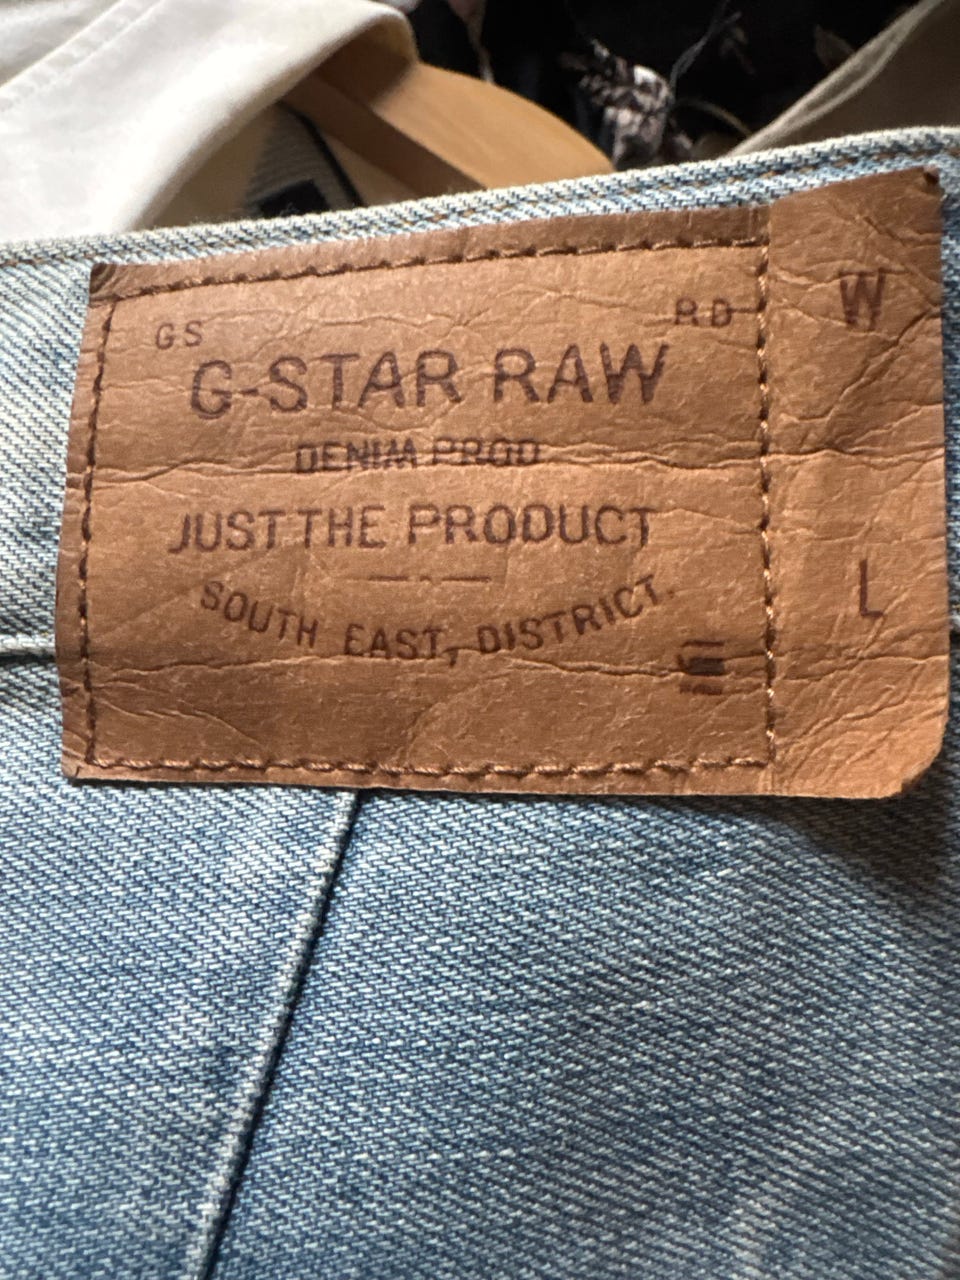 GS RD W
G-STAR RAW
DENIM PROD
JUST THE PRODUCT
SOUTH EAST, DISTRICT.
L